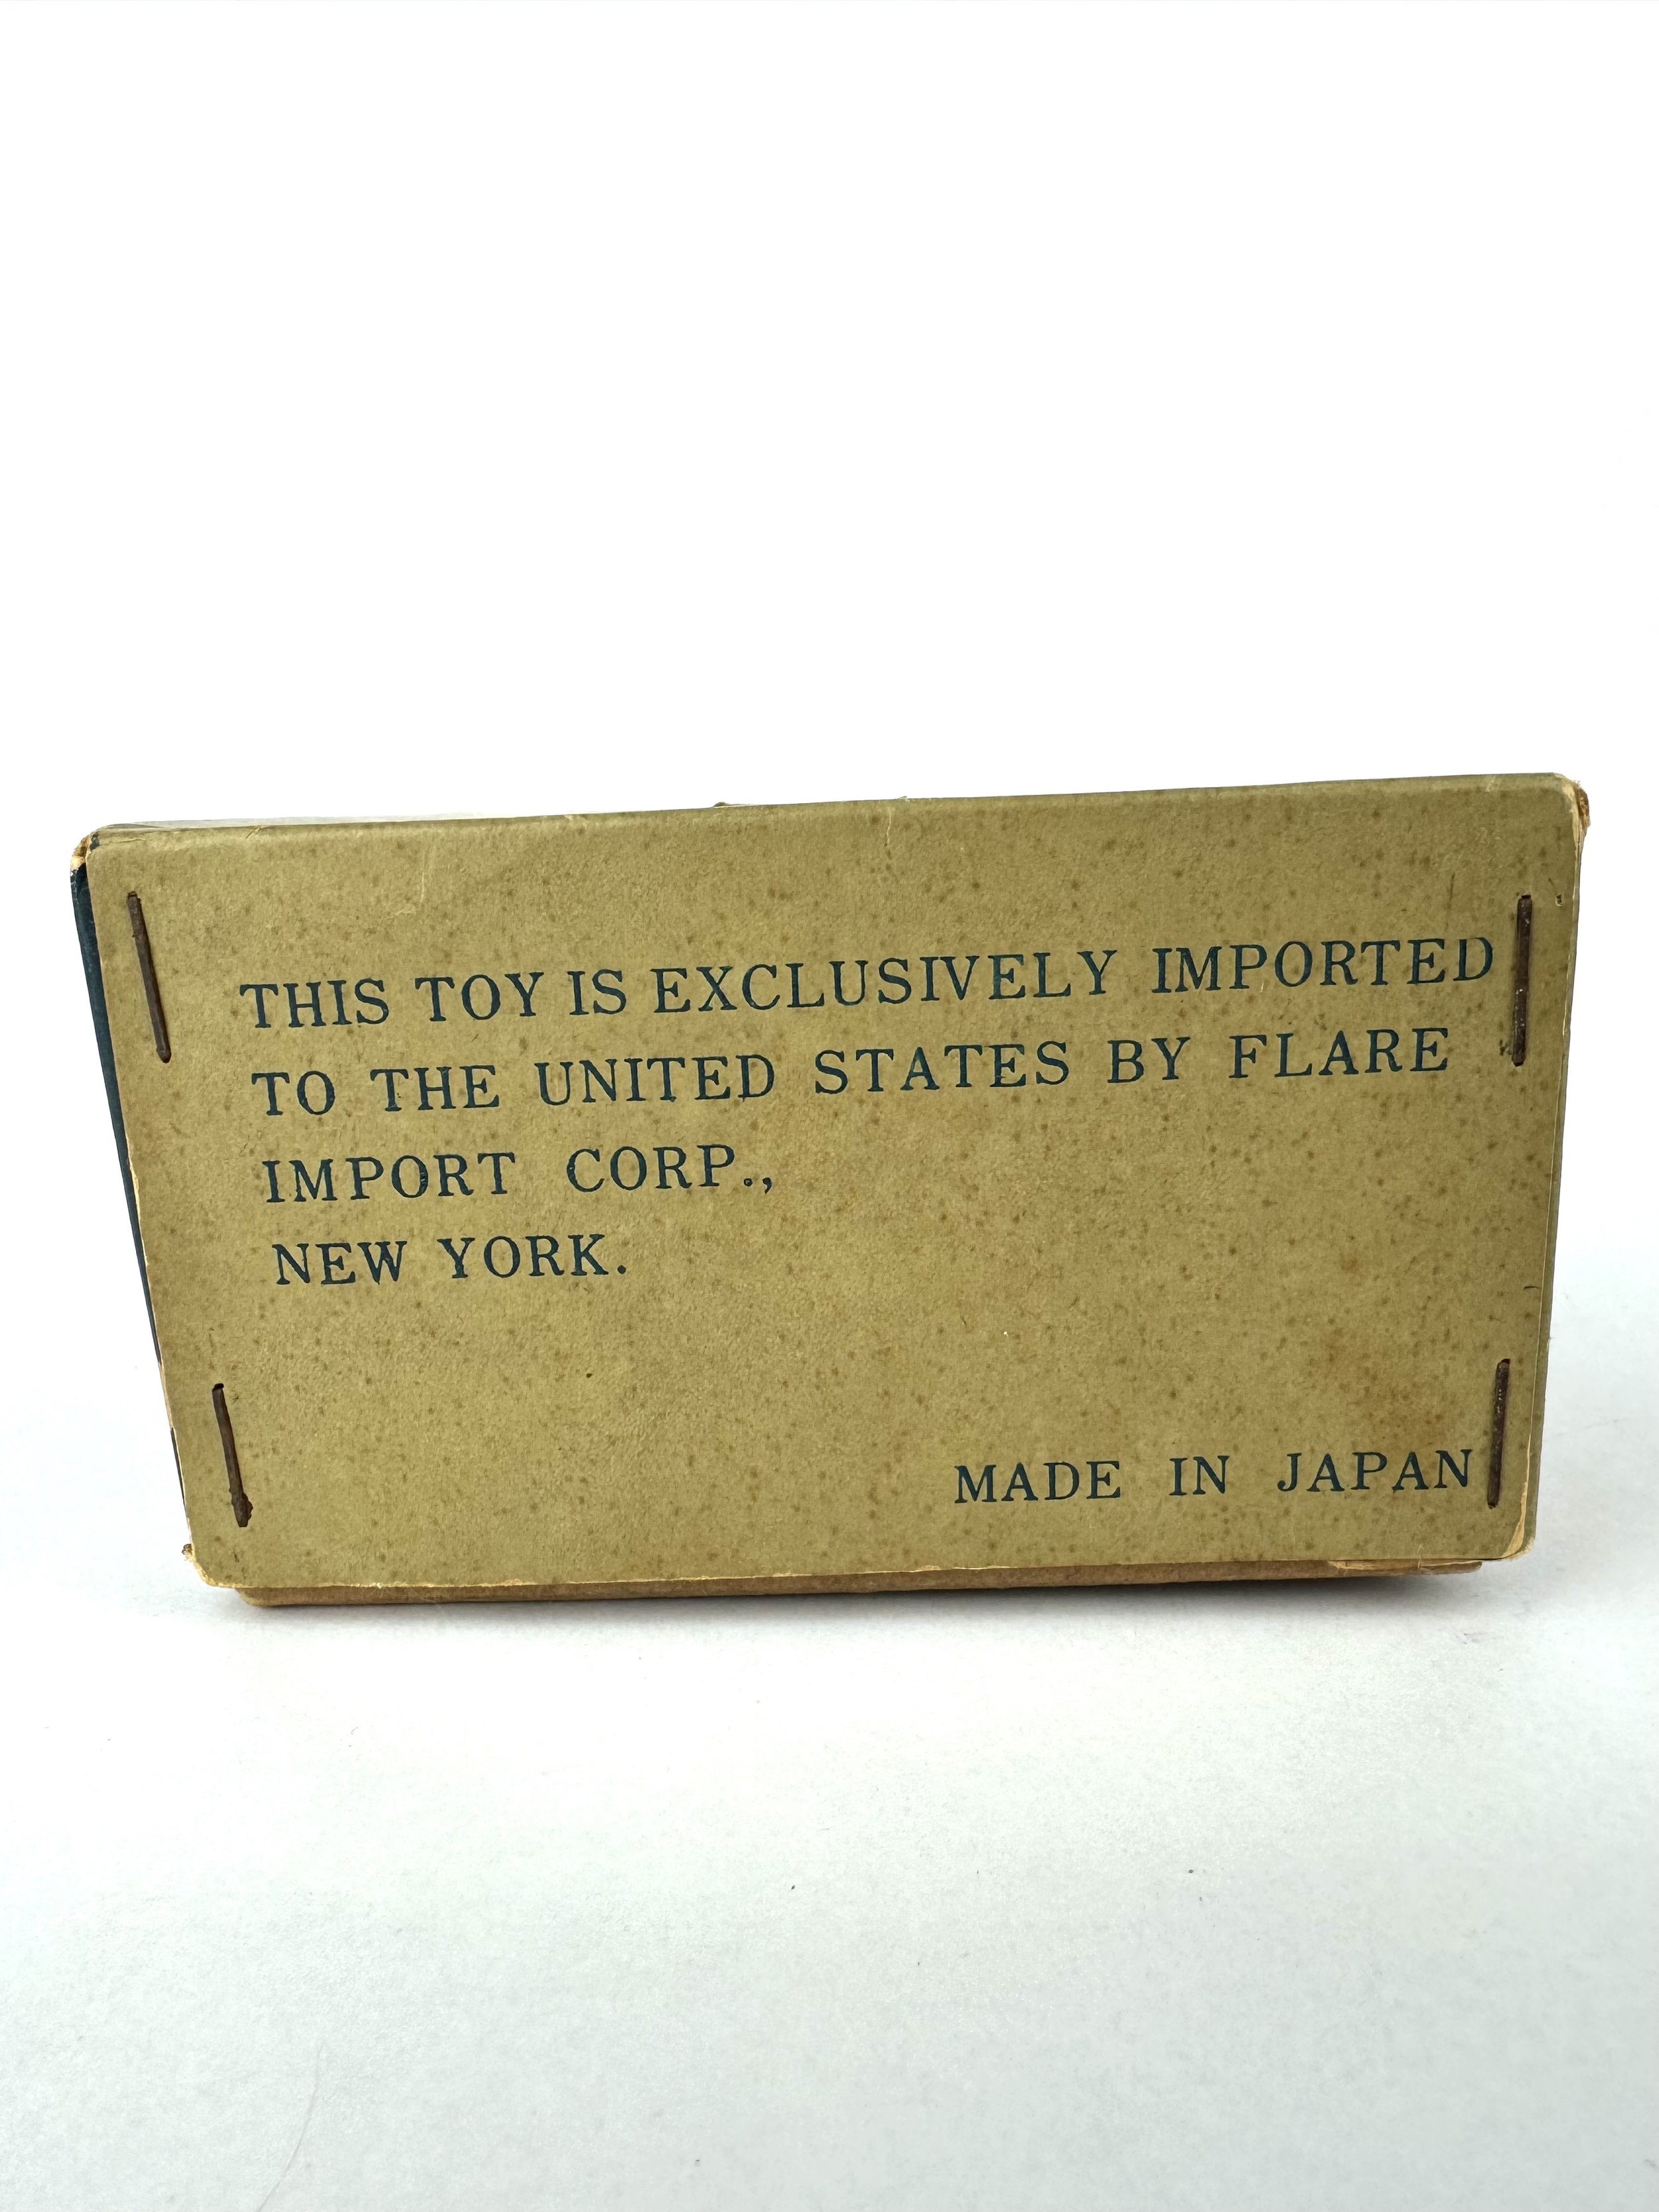 THIS TOY IS EXCLUSIVELY IMPORTED
TO THE UNITED STATES BY FLARE
IMPORT CORP.,
NEW YORK.
MADE IN JAPAN